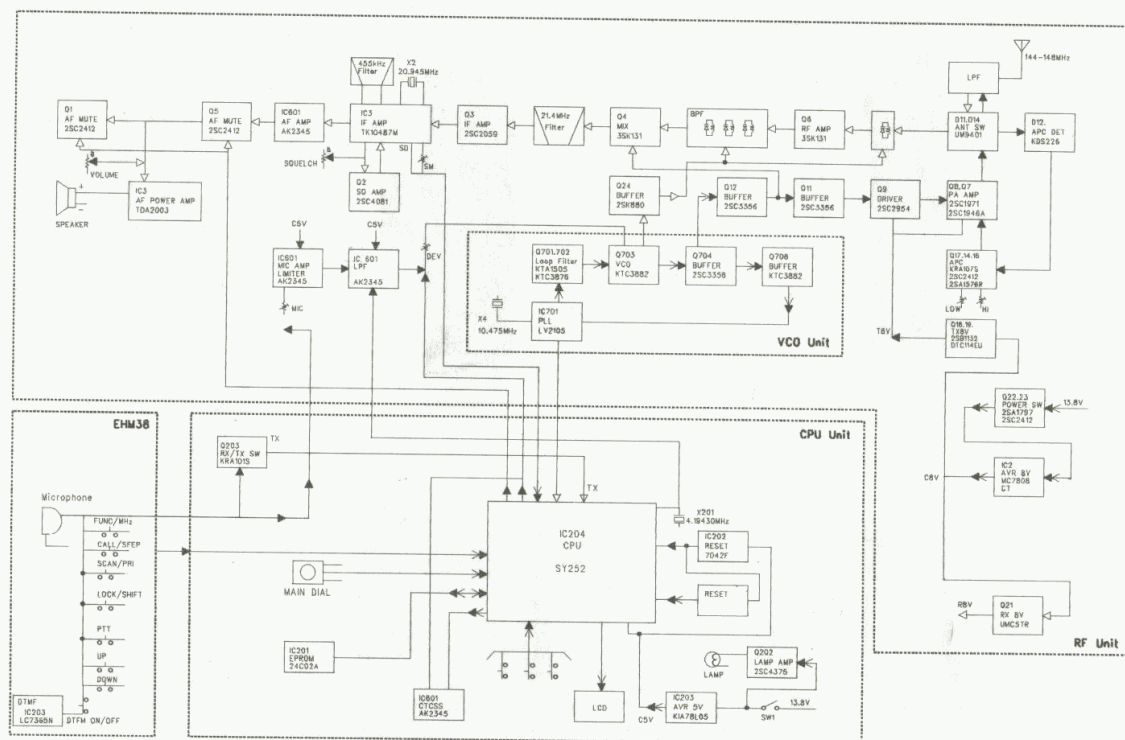 144-148MHz
LPF
455kHz
Filter
X2
20.945MHz
Q1
AF MUTE
2SC2412
Q5
AF MUTE
2SC2412
IC601
AF AMP
AK2345
IC3
IF AMP
TK10487M
Q3
IF AMP
2SC2059
21.4MHz
Filter
Q4
MIX
3SK131
BPF
Q6
RF AMP
3SK131
D11,D14
ANT SW
UM9401
D12.
APC DET
KDS226
VOLUME
SQUELCH
SD
SM
Q2
SD AMP
2SC4081
IC3
AF POWER AMP
TDA2003
SPEAKER
Q24
BUFFER
2SK880
Q12
BUFFER
2SC3356
Q11
BUFFER
2SC3356
Q9
DRIVER
2SC2954
Q8,Q7
PA AMP
2SC1971
2SC1946A
C5V
C5V
IC601
MIC AMP
LIMITER
AK2345
IC. 601
LPF
AK2345
DEV
MIC
Q701.702
Loop Filter
KTA1505
KTC3876
Q703
VCO
KTC3882
Q704
BUFFER
2SC3356
Q706
BUFFER
KTC3882
X4
10.475MHz
IC701
PLL
LV2105
VCO Unit
Q17.14.16
APC
KRA107S
2SC2412
2SA1576R
LOW
HI
T8V
Q18.19.
TX8V
2SB1132
DTC114EU
Q22.23
POWER SW
2SA1797
2SC2412
13.8V
C8V
IC2
AVR 8V
MC7808
CT
R8V
Q21
RX 8V
UMC5TR
RF Unit
EHM38
Microphone
FUNC/MHz
CALL/SFEP
SCAN/PRI
LOCK/SHIFT
PTT
UP
DOWN
DTMF
IC203
LC7365N
DTFM ON/OFF
CPU Unit
Q203
RX/TX SW
KRA101S
TX
TX
X201
4.19430MHz
IC204
CPU
SY252
IC202
RESET
7042F
RESET
MAIN DIAL
IC201
EPROM
24C02A
IC601
CTCSS
AK2345
LCD
LAMP
Q202
LAMP AMP
2SC4375
C5V
IC203
AVR 5V
KIA78L05
SW1
13.8V